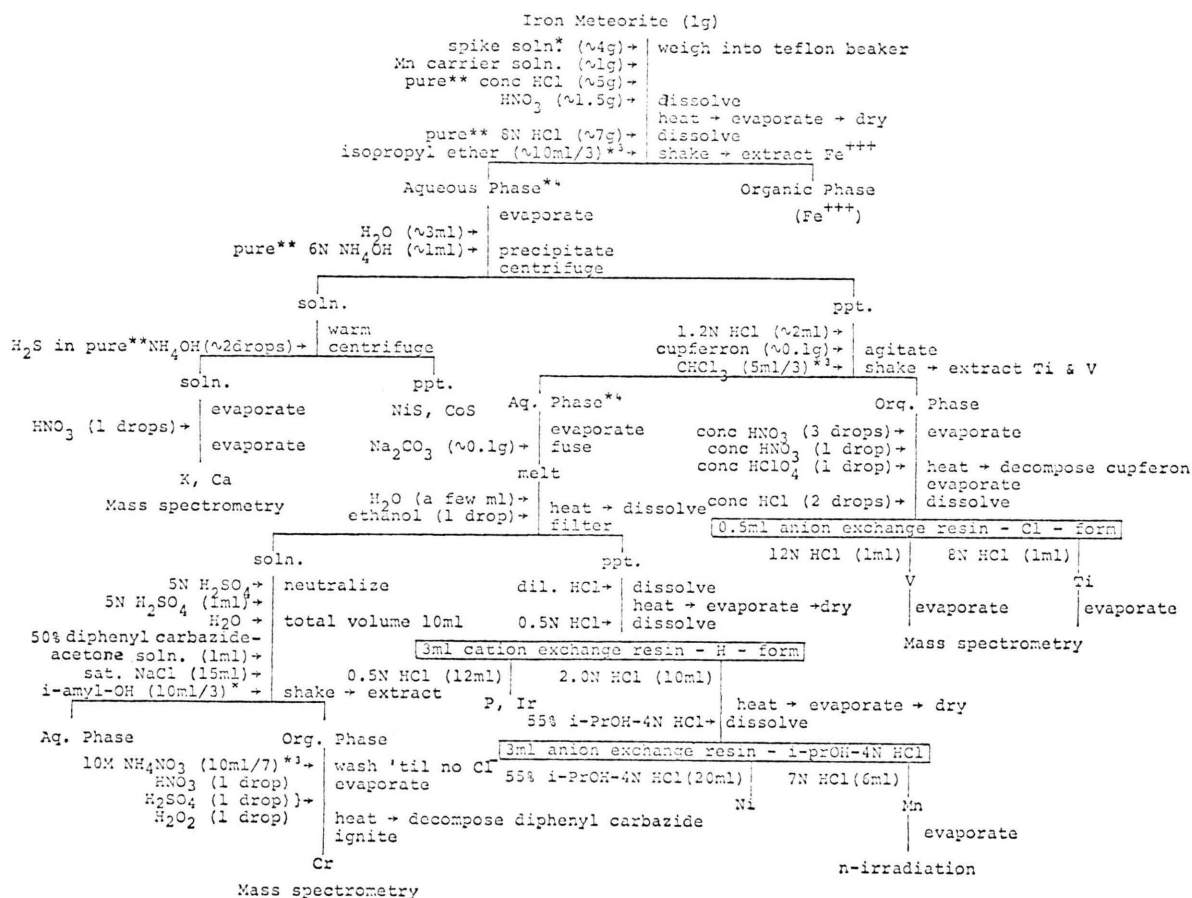 Iron Meteorite (1g)
spike soln.* (~4g)→ weigh into teflon beaker
Mn carrier soln. (~1g)→
pure** conc HCl (~5g)→
HNO3 (~1.5g)→ dissolve
heat → evaporate → dry
pure** 8N HCl (~7g)→ dissolve
isopropyl ether (~10ml/3)*3→ shake → extract Fe+++
Aqueous Phase*4 Organic Phase
(Fe+++)
evaporate
H2O (~3ml)→
pure** 6N NH4OH (~1ml)→ precipitate
centrifuge
soln. ppt.
warm
H2S in pure**NH4OH(~2drops)→ centrifuge
1.2N HCl (~2ml)→
cupferron (~0.1g)→ agitate
CHCl3 (5ml/3)*3→ shake → extract Ti & V
soln. ppt.
evaporate NiS, CoS
HNO3 (1 drops)→
evaporate
K, Ca
Mass spectrometry
Aq. Phase*4 Org. Phase
evaporate
Na2CO3 (~0.1g)→ fuse
melt
H2O (a few ml)→
ethanol (1 drop)→ heat → dissolve
filter
conc HNO3 (3 drops)→ evaporate
conc HNO3 (1 drop)→
conc HClO4 (1 drop)→ heat → decompose cupferon
evaporate
conc HCl (2 drops)→ dissolve
0.5ml anion exchange resin - Cl - form
12N HCl (1ml) 8N HCl (1ml)
V Ti
evaporate evaporate
Mass spectrometry
soln. ppt.
5N H2SO4→ neutralize
5N H2SO4 (1ml)→
H2O → total volume 10ml
50% diphenyl carbazide-
acetone soln. (1ml)→
sat. NaCl (15ml)→
i-amyl-OH (10ml/3)* → shake → extract
dil. HCl→ dissolve
heat → evaporate →dry
0.5N HCl→ dissolve
3ml cation exchange resin - H - form
0.5N HCl (12ml) 2.0N HCl (10ml)
P, Ir heat → evaporate → dry
55% i-PrOH-4N HCl→ dissolve
3ml anion exchange resin - i-prOH-4N HCl
55% i-PrOH-4N HCl(20ml) 7N HCl(6ml)
Ni Mn
evaporate
n-irradiation
Aq. Phase Org. Phase
10M NH4NO3 (10ml/7)*3→ wash 'til no Cl-
HNO3 (1 drop) evaporate
H2SO4 (1 drop) }→
H2O2 (1 drop) heat → decompose diphenyl carbazide
ignite
Cr
Mass spectrometry